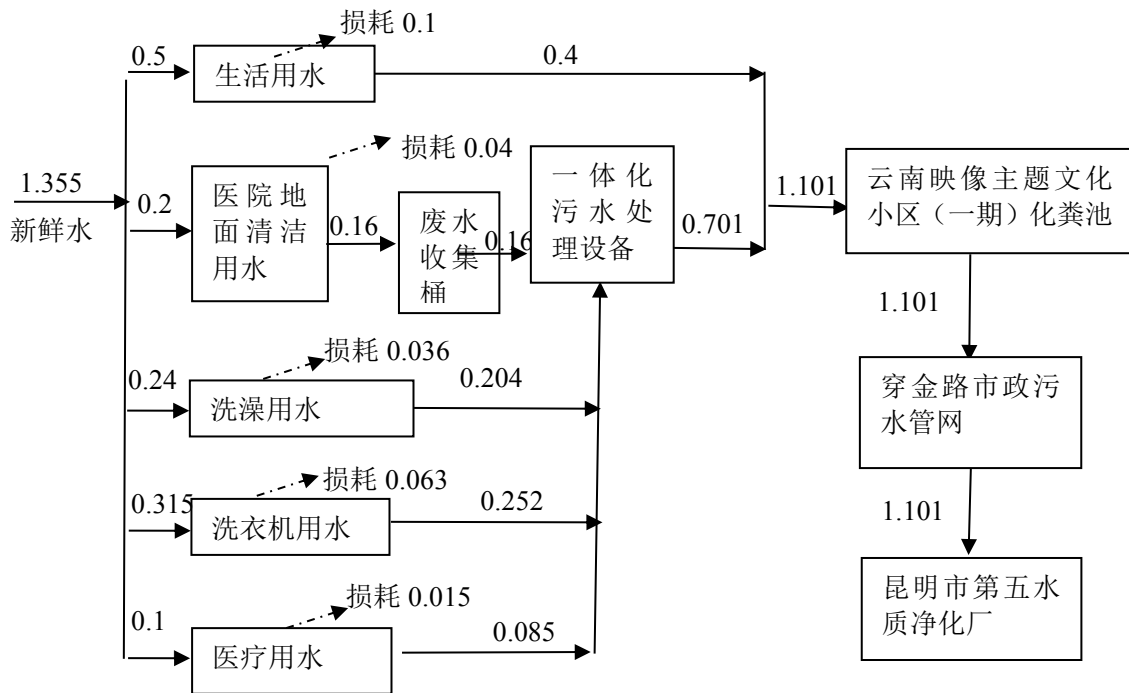 损耗 0.1
0.5
生活用水
0.4
损耗 0.04
1.355
新鲜水
0.2
医院地
面清洁
用水
0.16
废水
收集
桶
0.16
一体化
污水处
理设备
0.701
1.101
云南映像主题文化
小区（一期）化粪池
1.101
损耗 0.036
0.24
洗澡用水
0.204
穿金路市政污
水管网
损耗 0.063
0.315
洗衣机用水
0.252
1.101
损耗 0.015
0.1
医疗用水
0.085
昆明市第五水
质净化厂